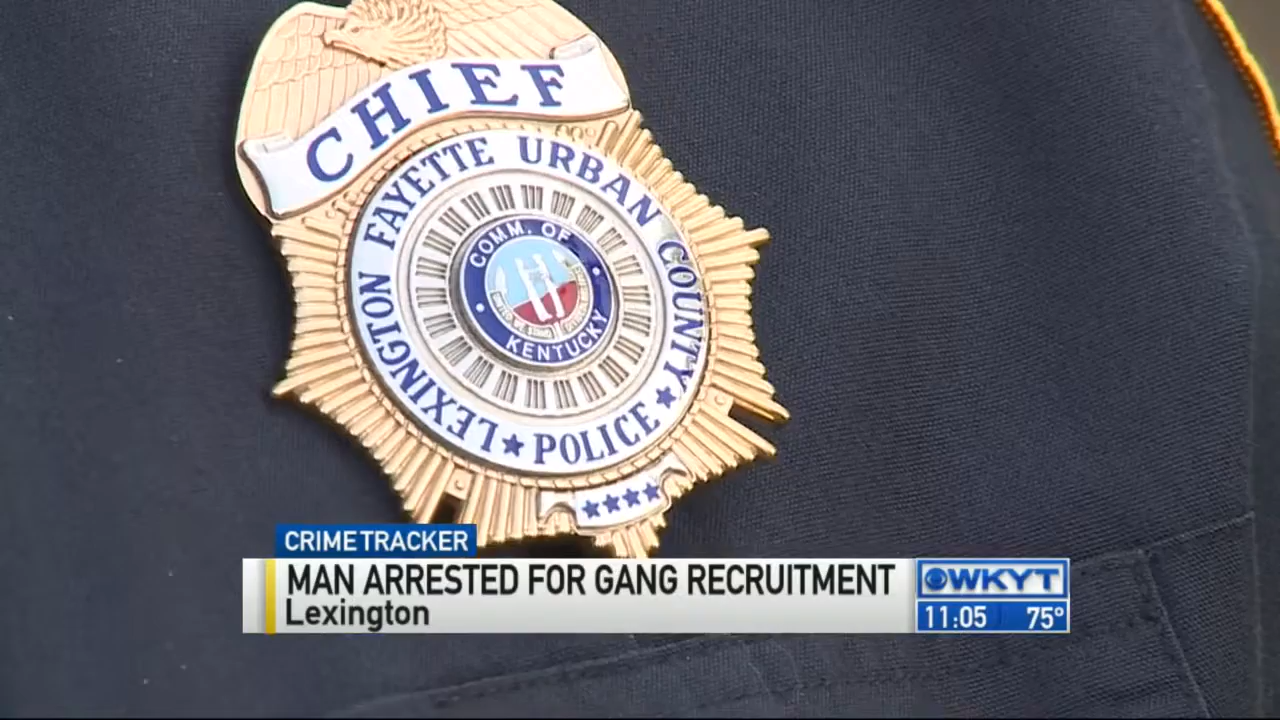 CHIEF
LEXINGTON FAYETTE URBAN COUNTY
POLICE
COMM. OF
KENTUCKY
CRIMETRACKER
MAN ARRESTED FOR GANG RECRUITMENT
Lexington
WKYT
11:05 75°